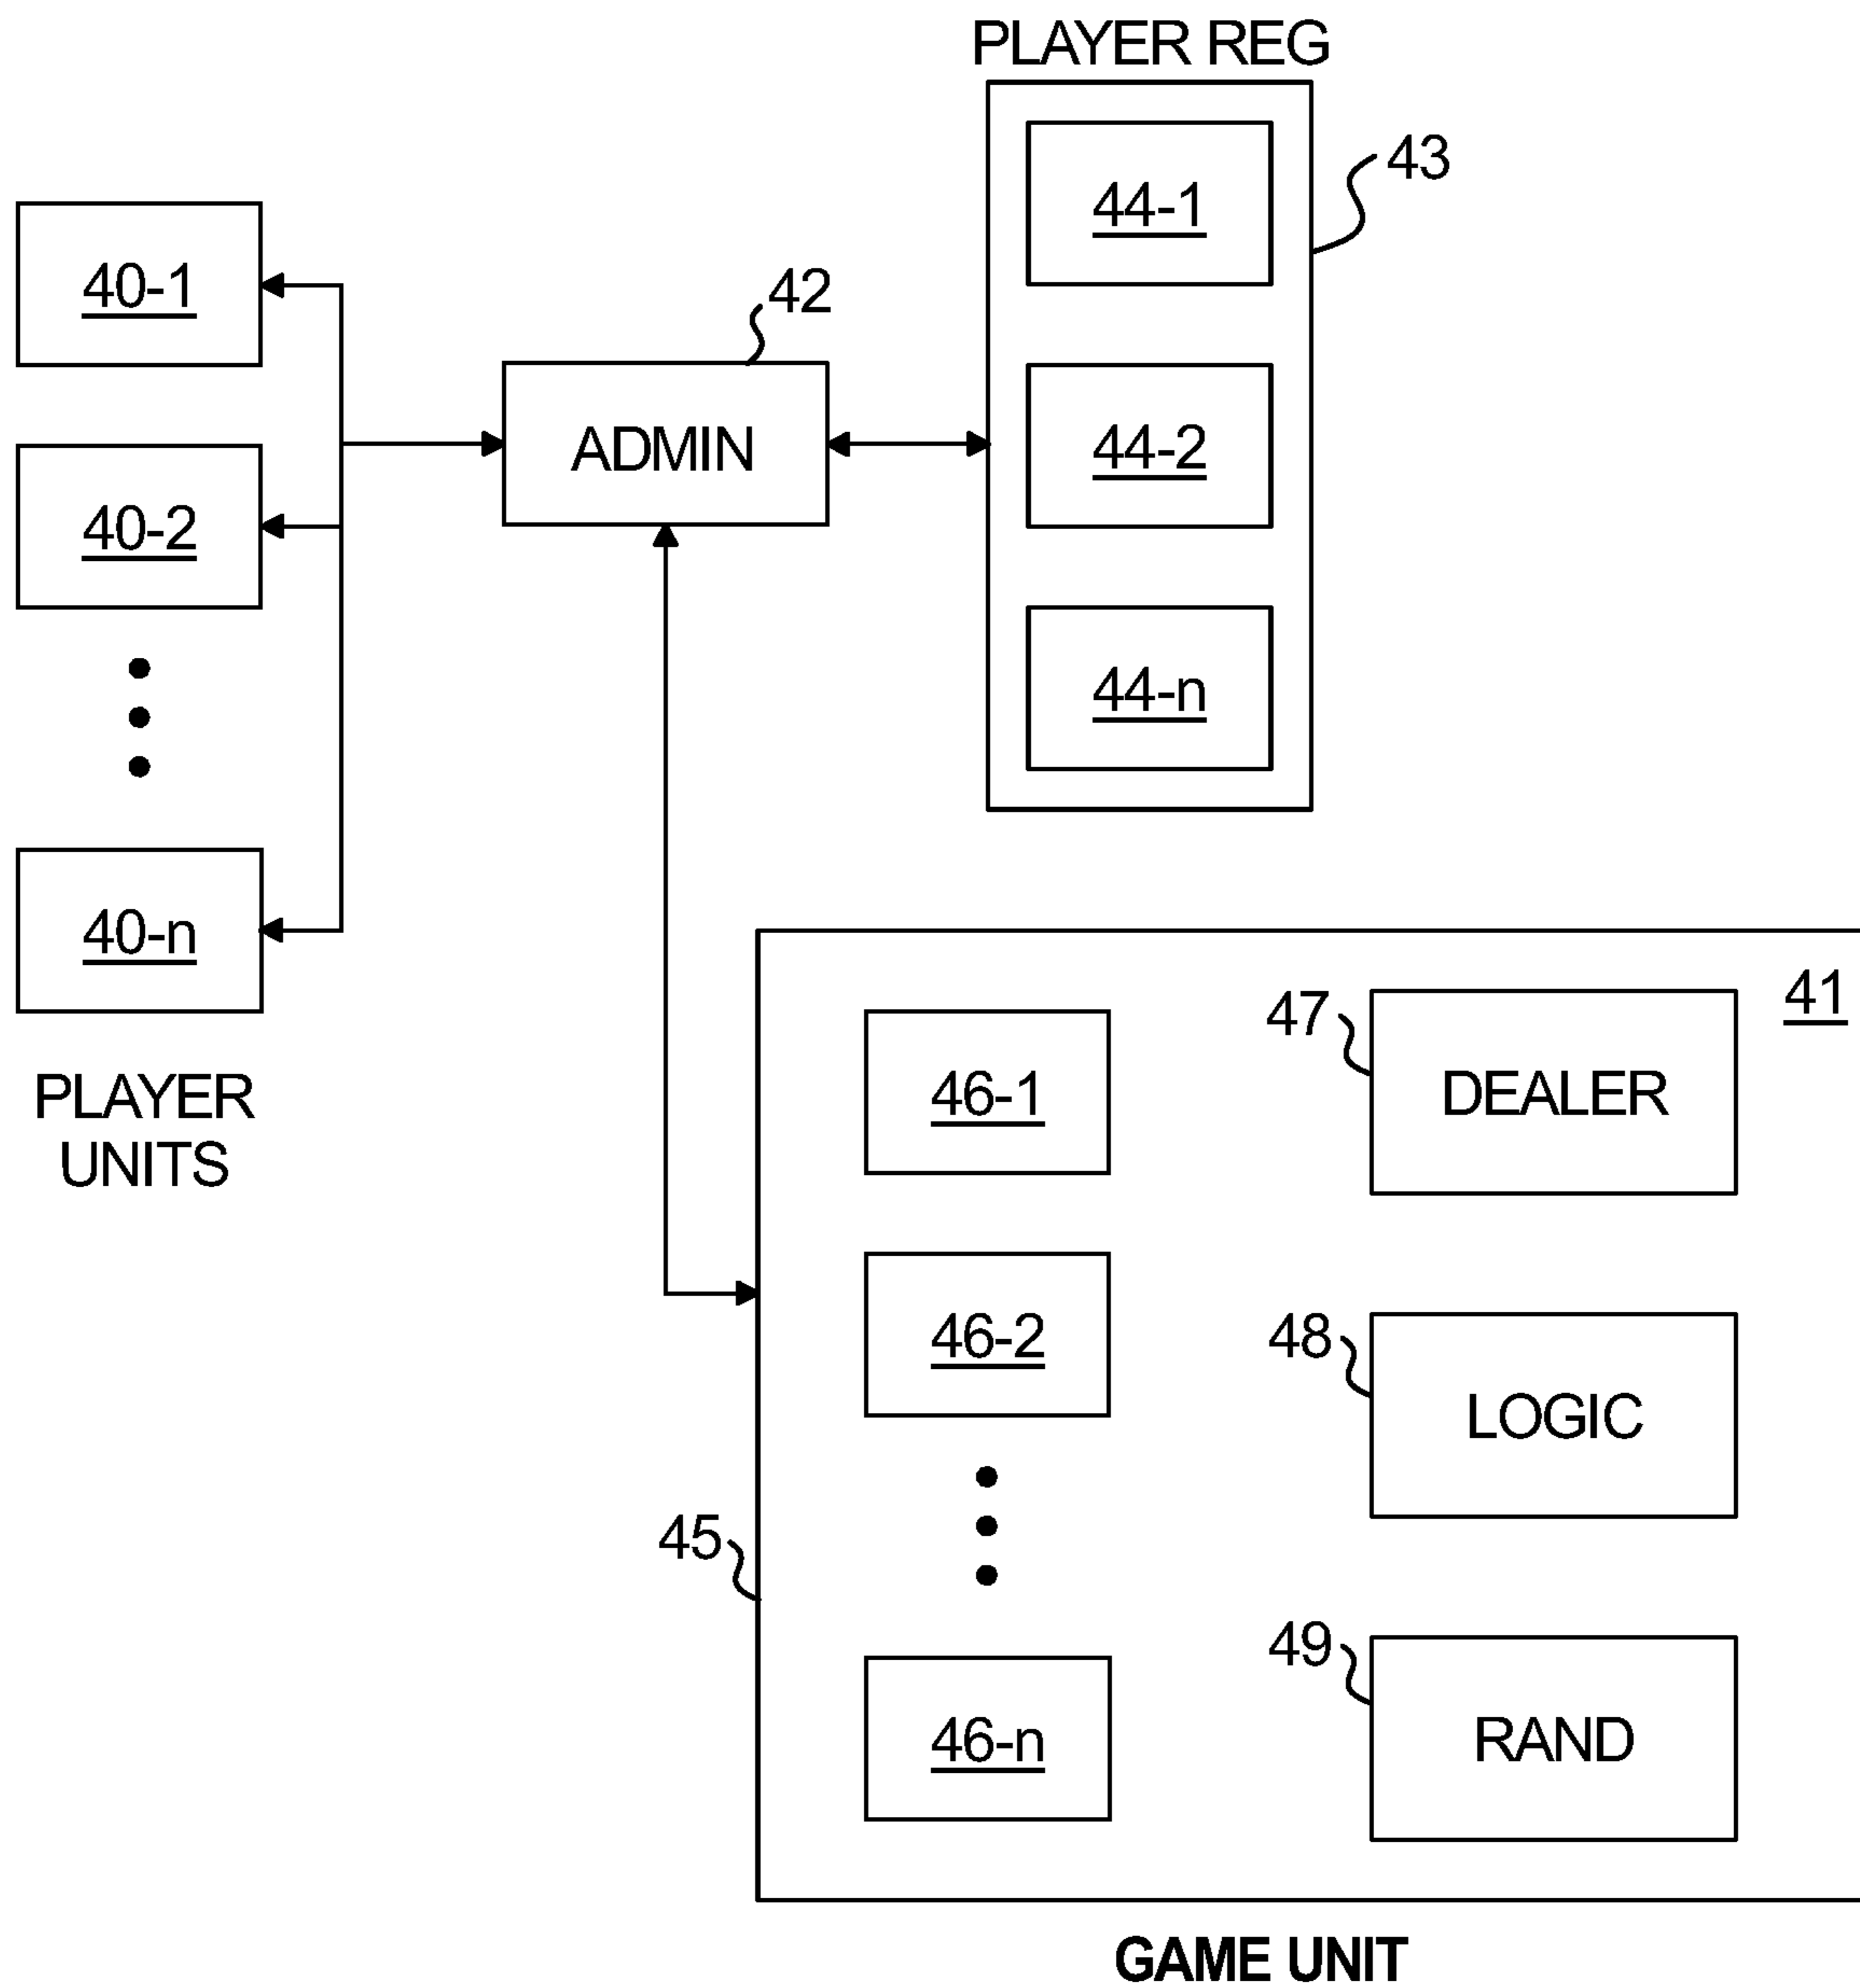 PLAYER REG
43
44-1
44-2
44-n
40-1
40-2
40-n
PLAYER
UNITS
42
ADMIN
41
45
46-1
46-2
46-n
47
DEALER
48
LOGIC
49
RAND
GAME UNIT